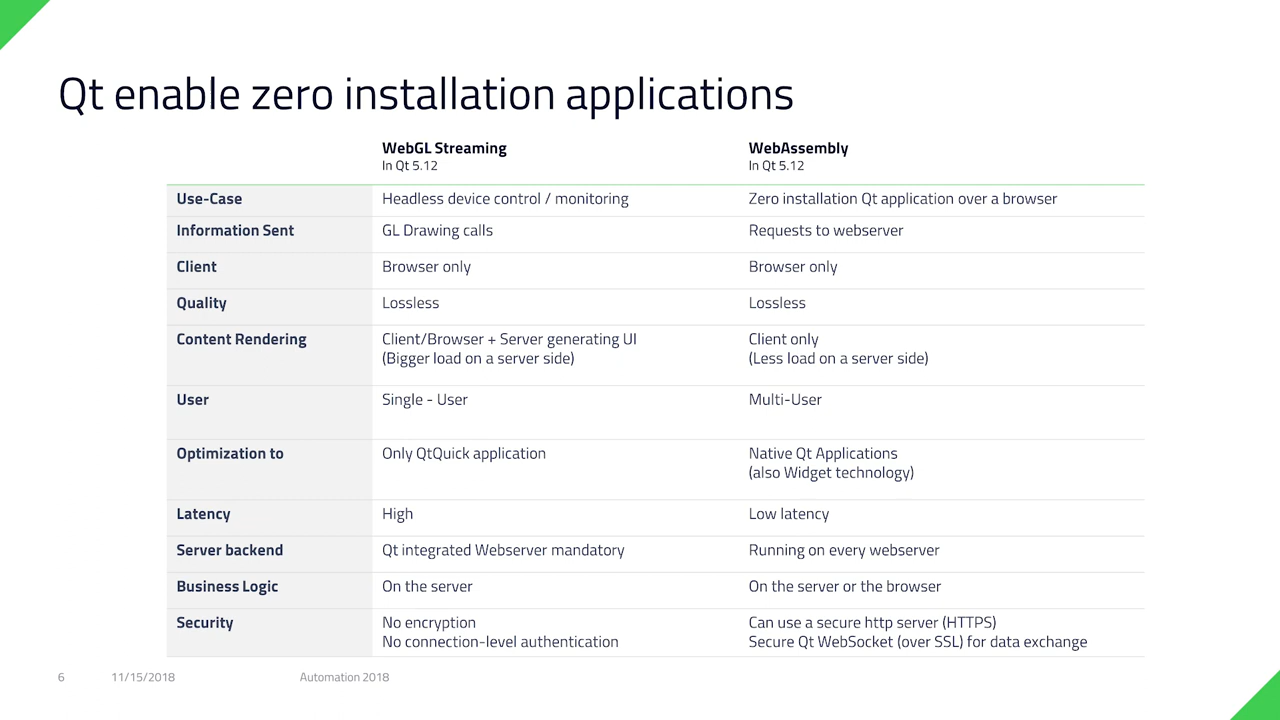 Qt enable zero installation applications
WebGL Streaming
In Qt 5.12
WebAssembly
In Qt 5.12
Use-Case
Headless device control / monitoring
Zero installation Qt application over a browser
Information Sent
GL Drawing calls
Requests to webserver
Client
Browser only
Browser only
Quality
Lossless
Lossless
Content Rendering
Client/Browser + Server generating UI
(Bigger load on a server side)
Client only
(Less load on a server side)
User
Single - User
Multi-User
Optimization to
Only QtQuick application
Native Qt Applications
(also Widget technology)
Latency
High
Low latency
Server backend
Qt integrated Webserver mandatory
Running on every webserver
Business Logic
On the server
On the server or the browser
Security
No encryption
No connection-level authentication
Can use a secure http server (HTTPS)
Secure Qt WebSocket (over SSL) for data exchange
6
11/15/2018
Automation 2018